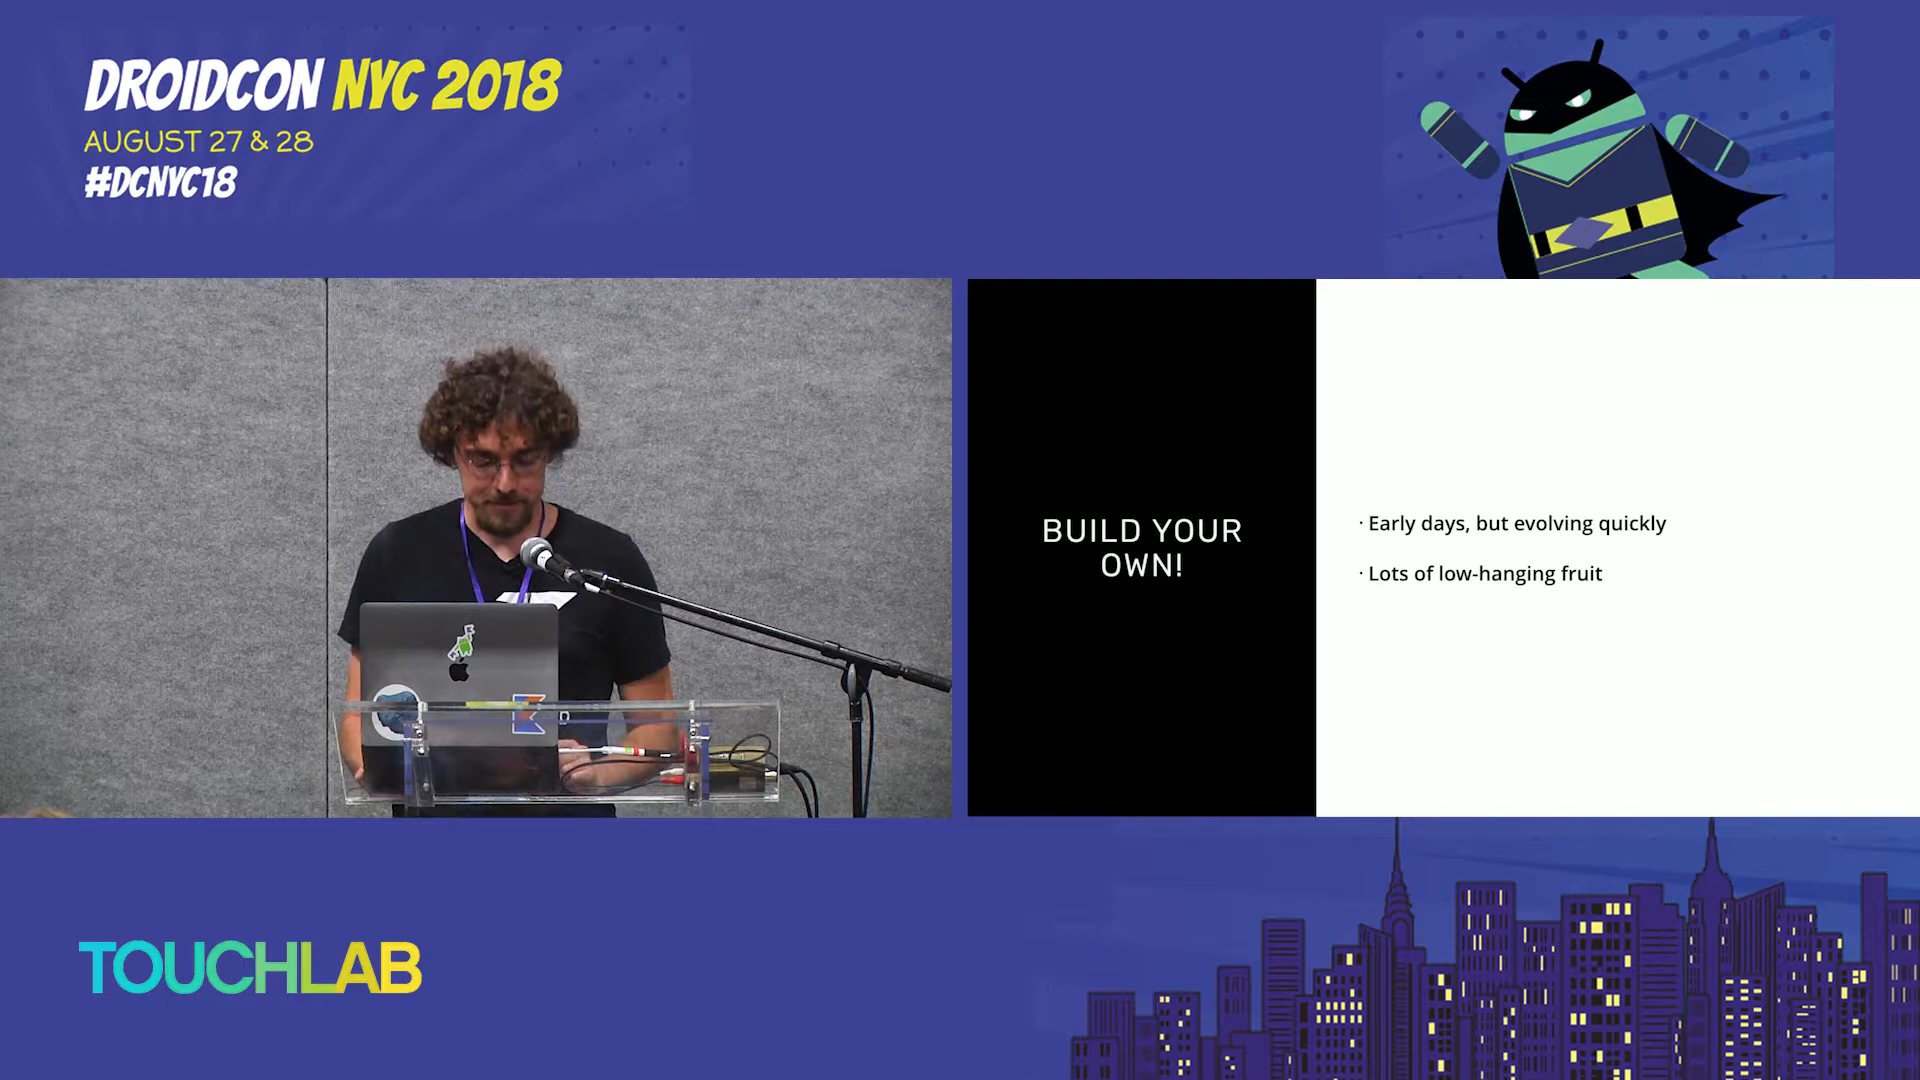 DROIDCON NYC 2018
AUGUST 27 & 28
#DCNYC18
BUILD YOUR
OWN!
· Early days, but evolving quickly
· Lots of low-hanging fruit
TOUCHLAB